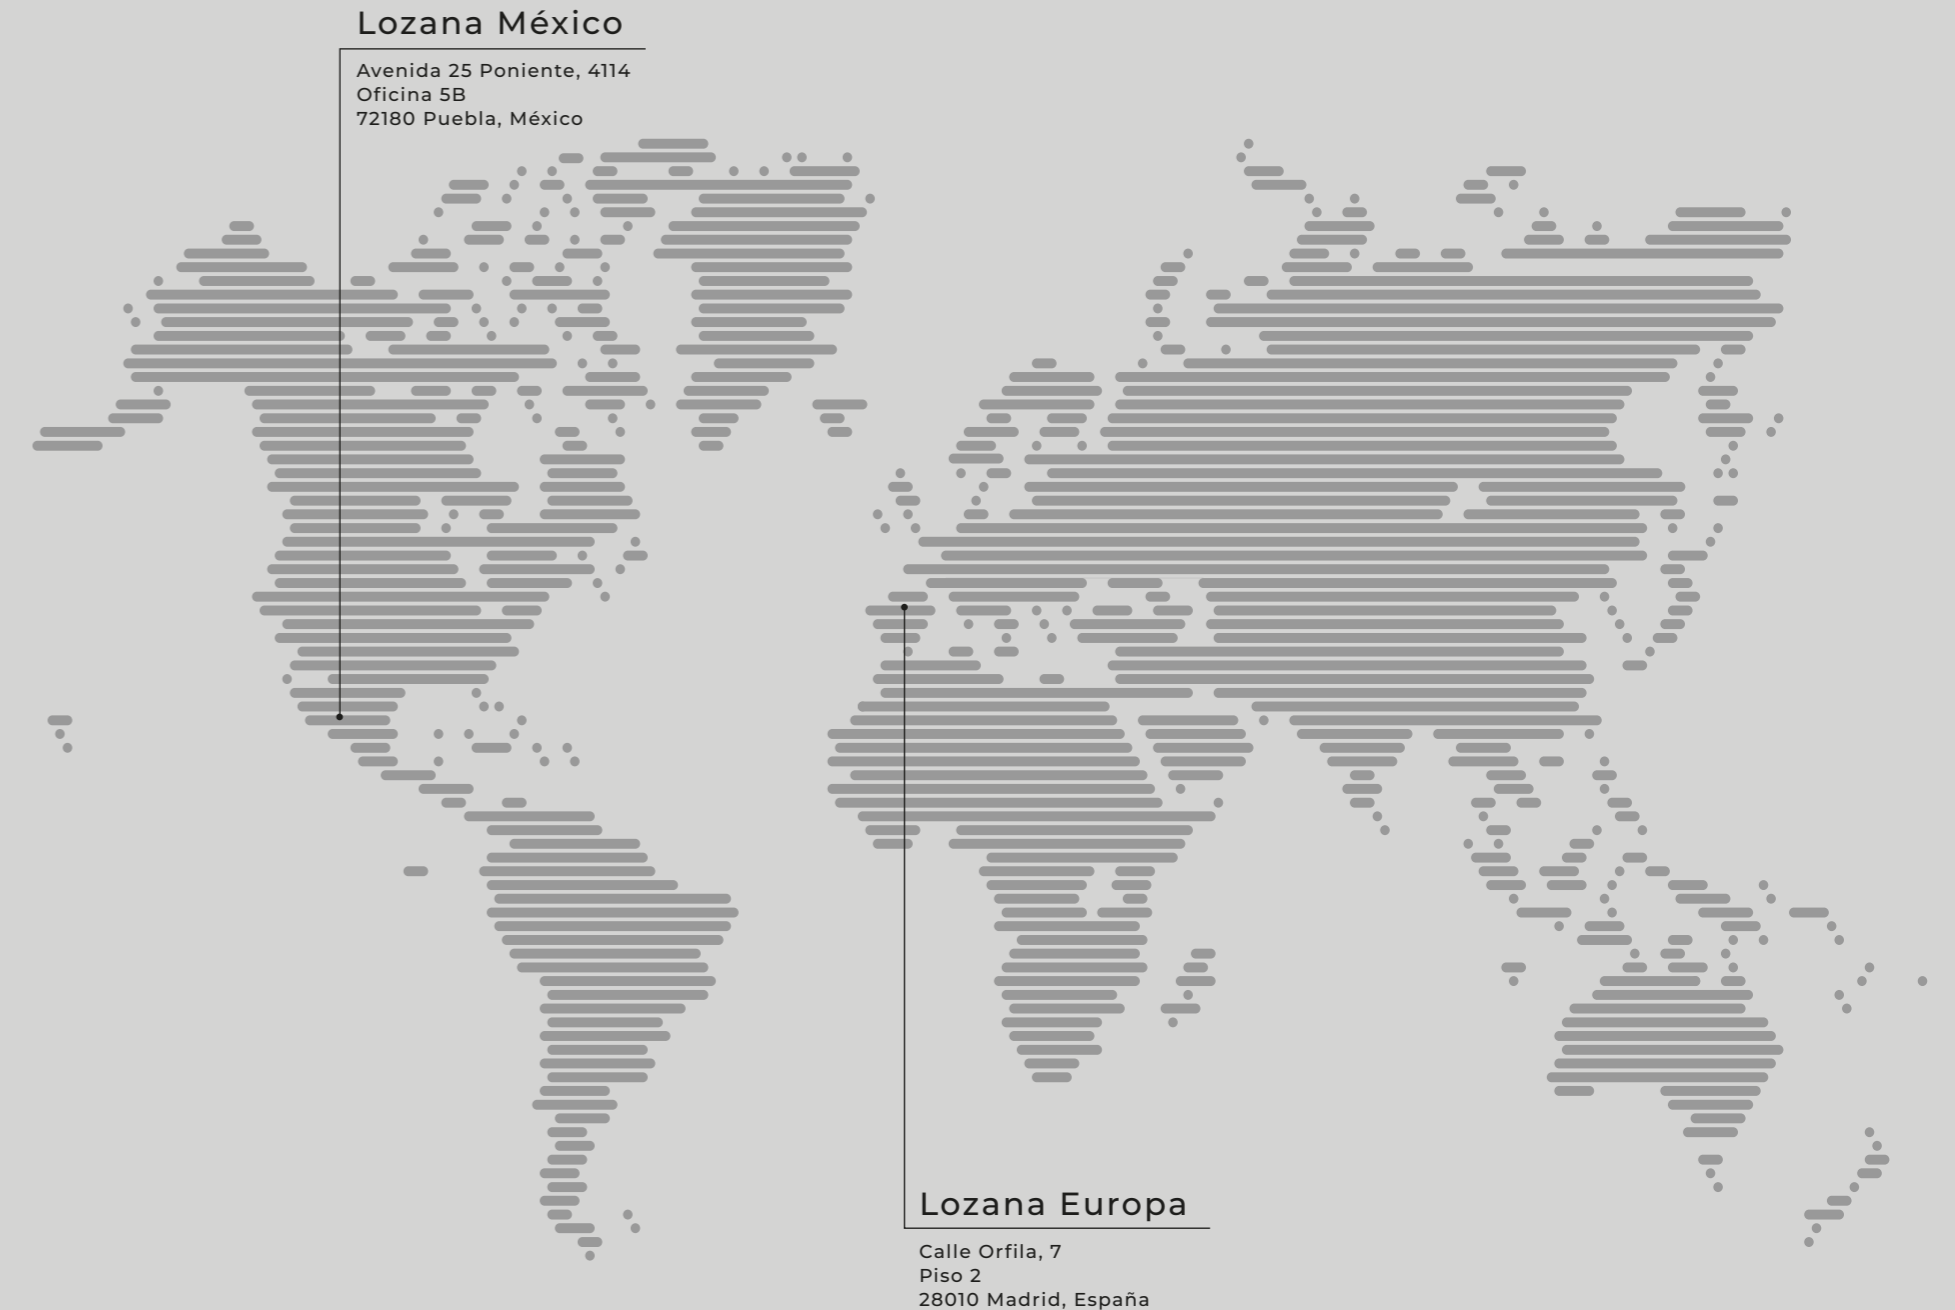 Lozana México
Avenida 25 Poniente, 4114
Oficina 5B
72180 Puebla, México
Lozana Europa
Calle Orfila, 7
Piso 2
28010 Madrid, España